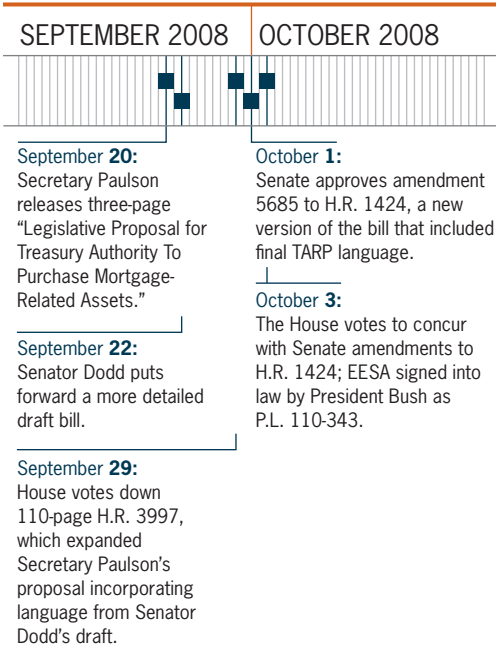 SEPTEMBER 2008
OCTOBER 2008
September 20:
Secretary Paulson
releases three-page
“Legislative Proposal for
Treasury Authority To
Purchase Mortgage-
Related Assets.”
September 22:
Senator Dodd puts
forward a more detailed
draft bill.
September 29:
House votes down
110-page H.R. 3997,
which expanded
Secretary Paulson’s
proposal incorporating
language from Senator
Dodd’s draft.
October 1:
Senate approves amendment
5685 to H.R. 1424, a new
version of the bill that included
final TARP language.
October 3:
The House votes to concur
with Senate amendments to
H.R. 1424; EESA signed into
law by President Bush as
P.L. 110-343.